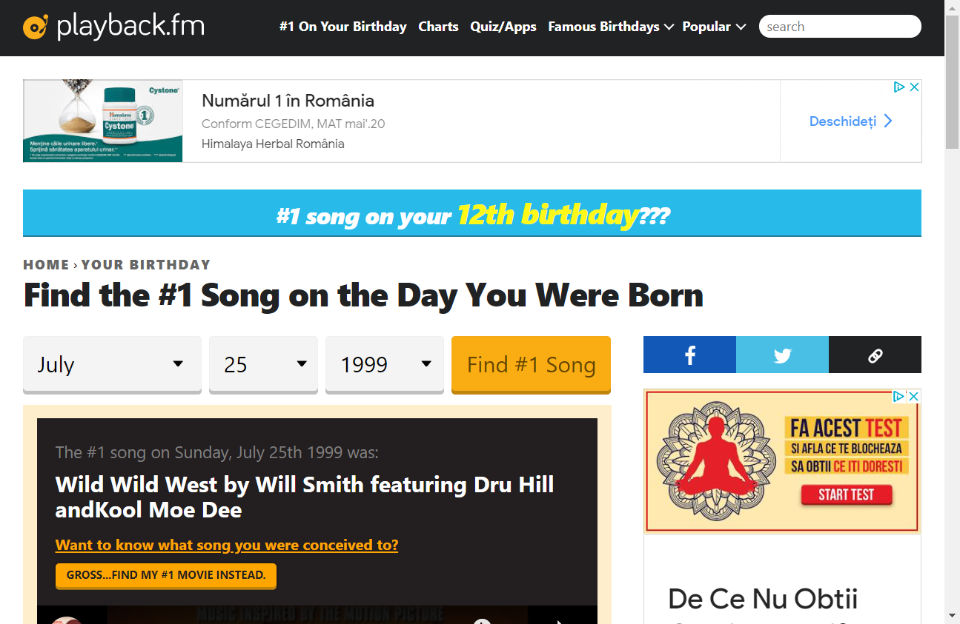 playback.fm
#1 On Your Birthday Charts Quiz/Apps Famous Birthdays Popular search
Cystone
Himalaya
Cystone
Numărul 1 în România
Conform CEGEDIM, MAT mai'.20
Himalaya Herbal România
Deschideți
#1 song on your 12th birthday???
HOME › YOUR BIRTHDAY
Find the #1 Song on the Day You Were Born
July 25 1999 Find #1 Song
The #1 song on Sunday, July 25th 1999 was:
Wild Wild West by Will Smith featuring Dru Hill
andKool Moe Dee
Want to know what song you were conceived to?
GROSS...FIND MY #1 MOVIE INSTEAD.
MUSIC INSPIRED BY THE MOTION PICTURE
FA ACEST TEST
SI AFLA CE TE BLOCHEAZA
SA OBTII CE ITI DORESTI
START TEST
De Ce Nu Obtii